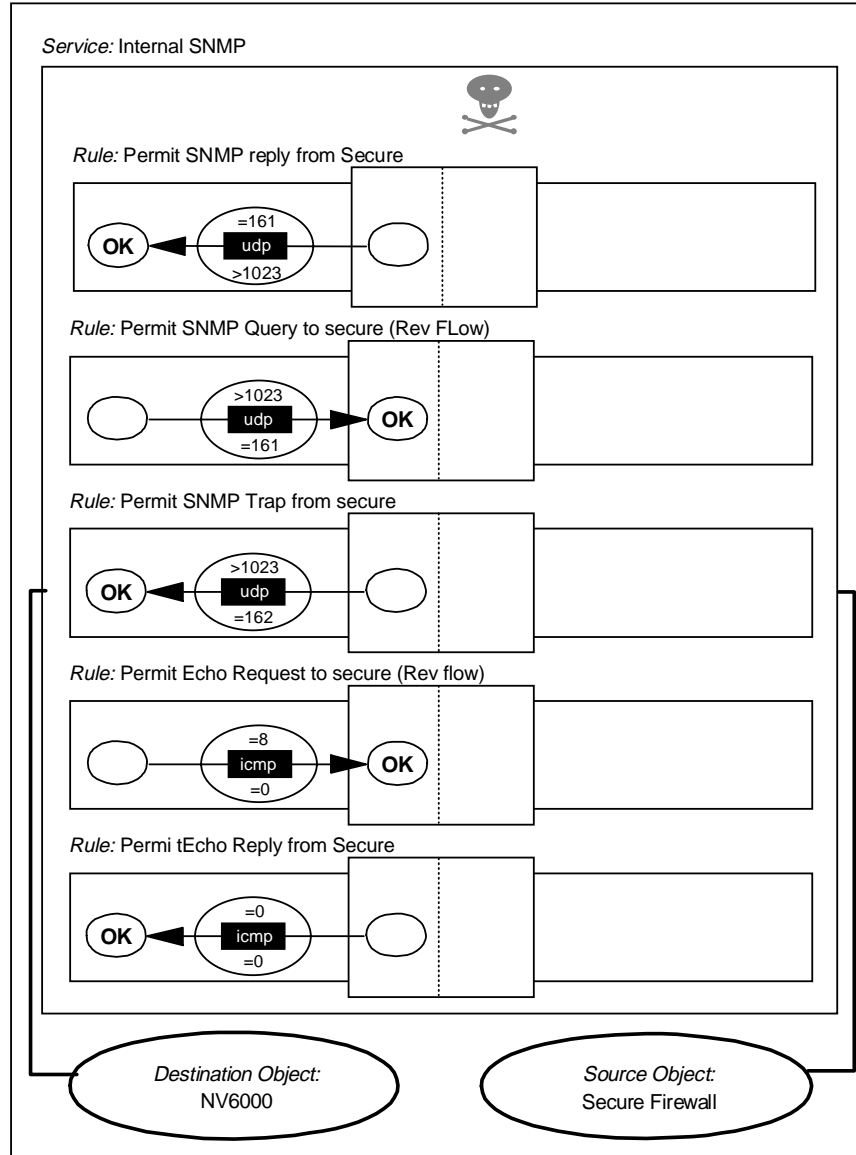 Service: Internal SNMP
Rule: Permit SNMP reply from Secure
=161
OK
udp
>1023
Rule: Permit SNMP Query to secure (Rev FLow)
>1023
udp
OK
=161
Rule: Permit SNMP Trap from secure
>1023
OK
udp
=162
Rule: Permit Echo Request to secure (Rev flow)
=8
icmp
OK
=0
Rule: Permi tEcho Reply from Secure
=0
OK
icmp
=0
Destination Object:
NV6000
Source Object:
Secure Firewall